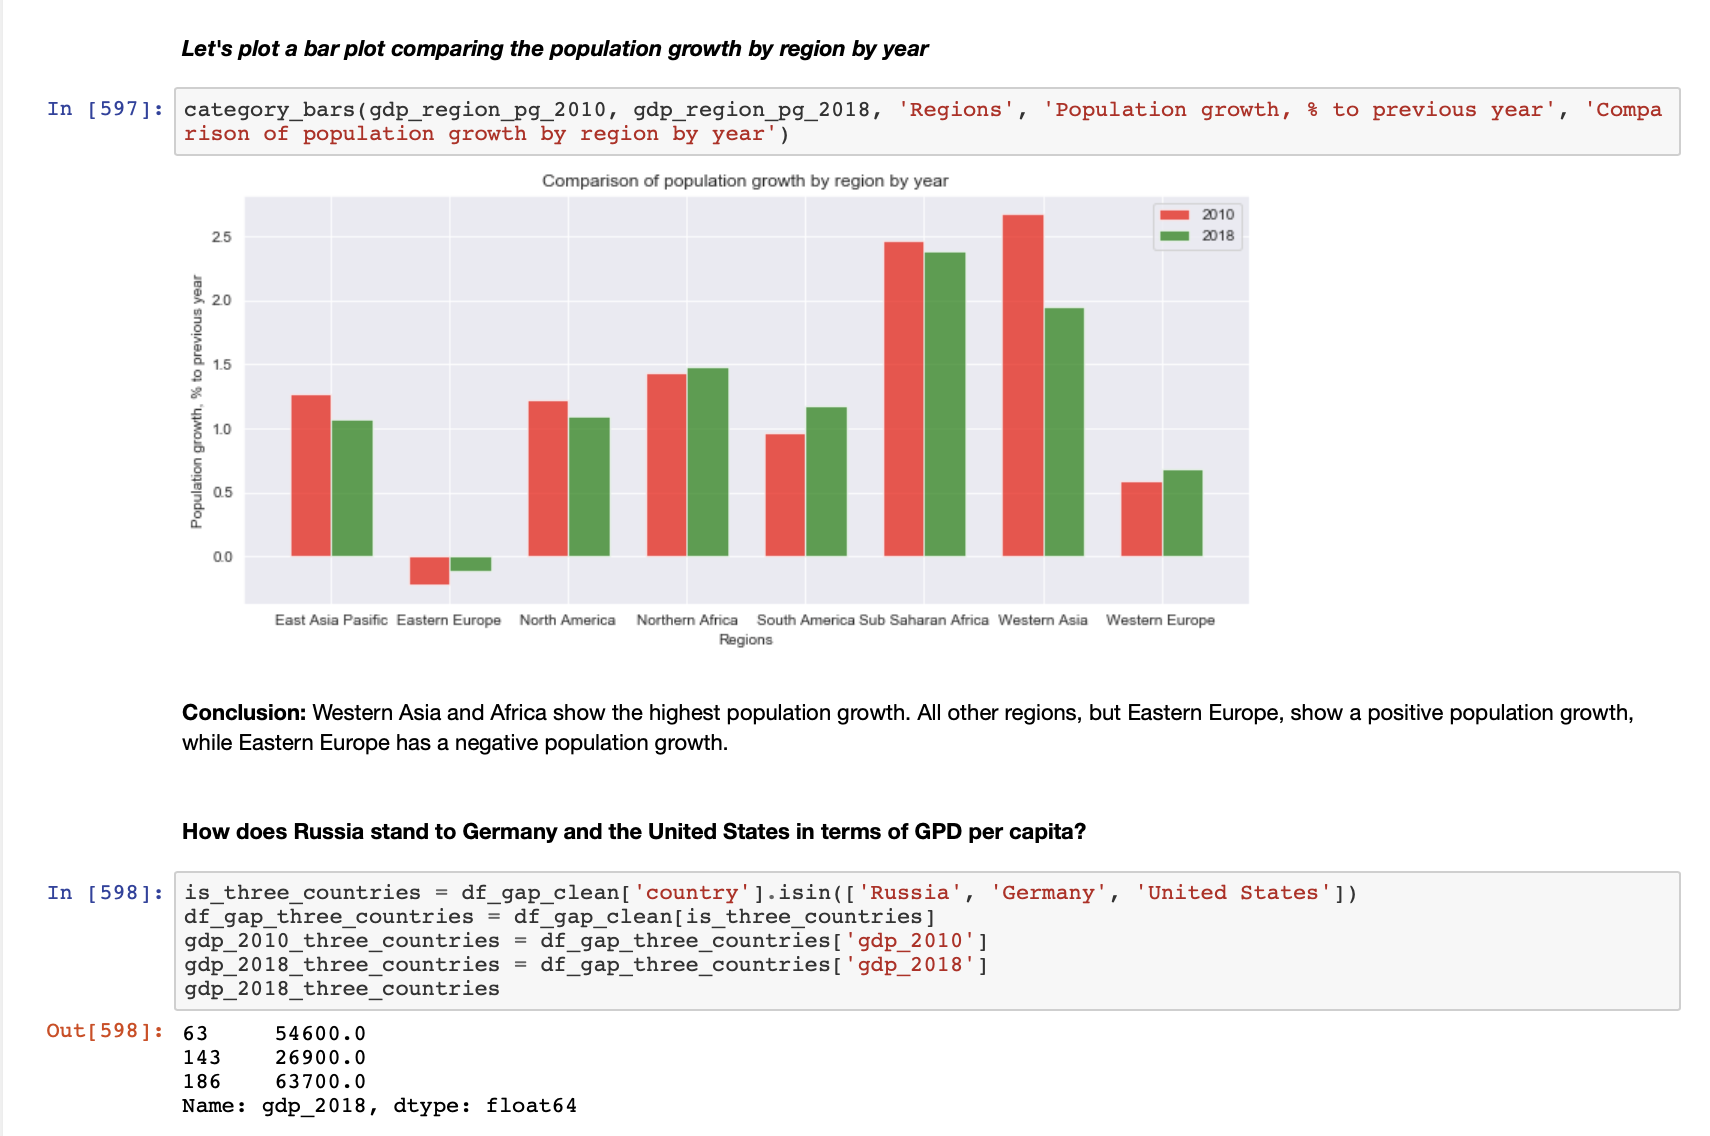 Let's plot a bar plot comparing the population growth by region by year
In [597]: category_bars(gdp_region_pg_2010, gdp_region_pg_2018, 'Regions', 'Population growth, % to previous year', 'Compa
rison of population growth by region by year')
Comparison of population growth by region by year
2010
2018
2.5
2.0
1.5
1.0
0.5
0.0
Population growth, % to previous year
East Asia Pasific Eastern Europe North America Northern Africa South America Sub Saharan Africa Western Asia Western Europe
Regions
Conclusion: Western Asia and Africa show the highest population growth. All other regions, but Eastern Europe, show a positive population growth,
while Eastern Europe has a negative population growth.
How does Russia stand to Germany and the United States in terms of GPD per capita?
In [598]: is_three_countries = df_gap_clean['country'].isin(['Russia', 'Germany', 'United States'])
df_gap_three_countries = df_gap_clean[is_three_countries]
gdp_2010_three_countries = df_gap_three_countries['gdp_2010']
gdp_2018_three_countries = df_gap_three_countries['gdp_2018']
gdp_2018_three_countries
Out[598]: 63 54600.0
143 26900.0
186 63700.0
Name: gdp_2018, dtype: float64